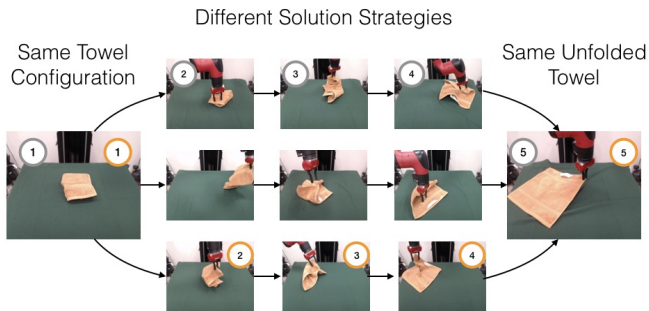 Different Solution Strategies
Same Towel
Configuration
Same Unfolded
Towel
2
3
4
1
1
5
5
2
3
4